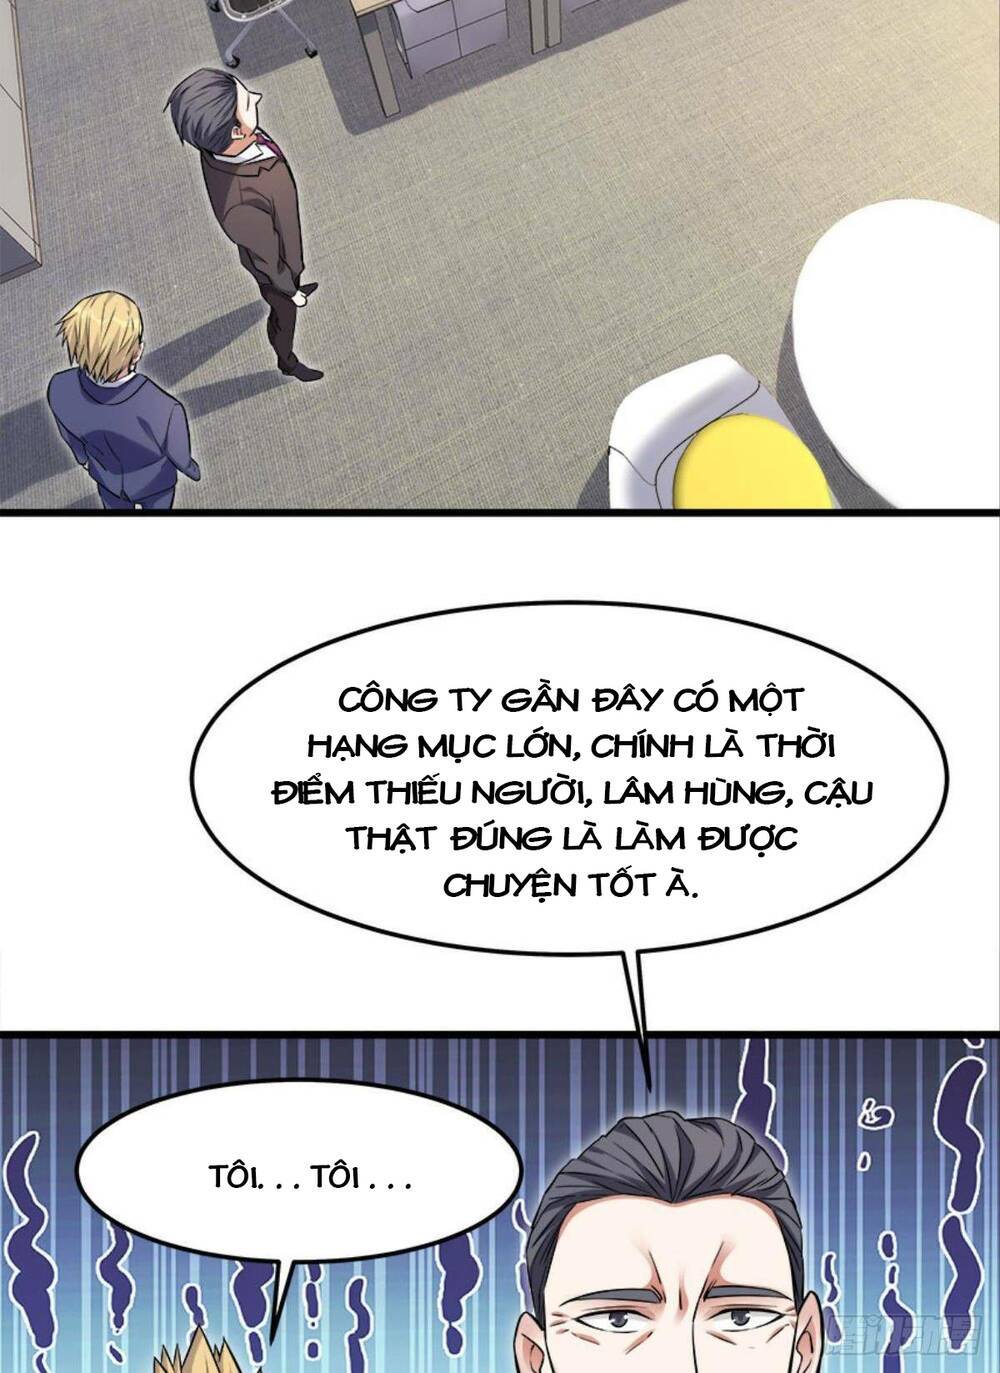 CÔNG TY GẦN ĐÂY CÓ MỘT
HẠNG MỤC LỚN, CHÍNH LÀ THỜI
ĐIỂM THIẾU NGƯỜI, LÂM HÙNG, CẬU
THẬT ĐÚNG LÀ LÀM ĐƯỢC
CHUYỆN TỐT À.
TÔI. . . TÔI . . .